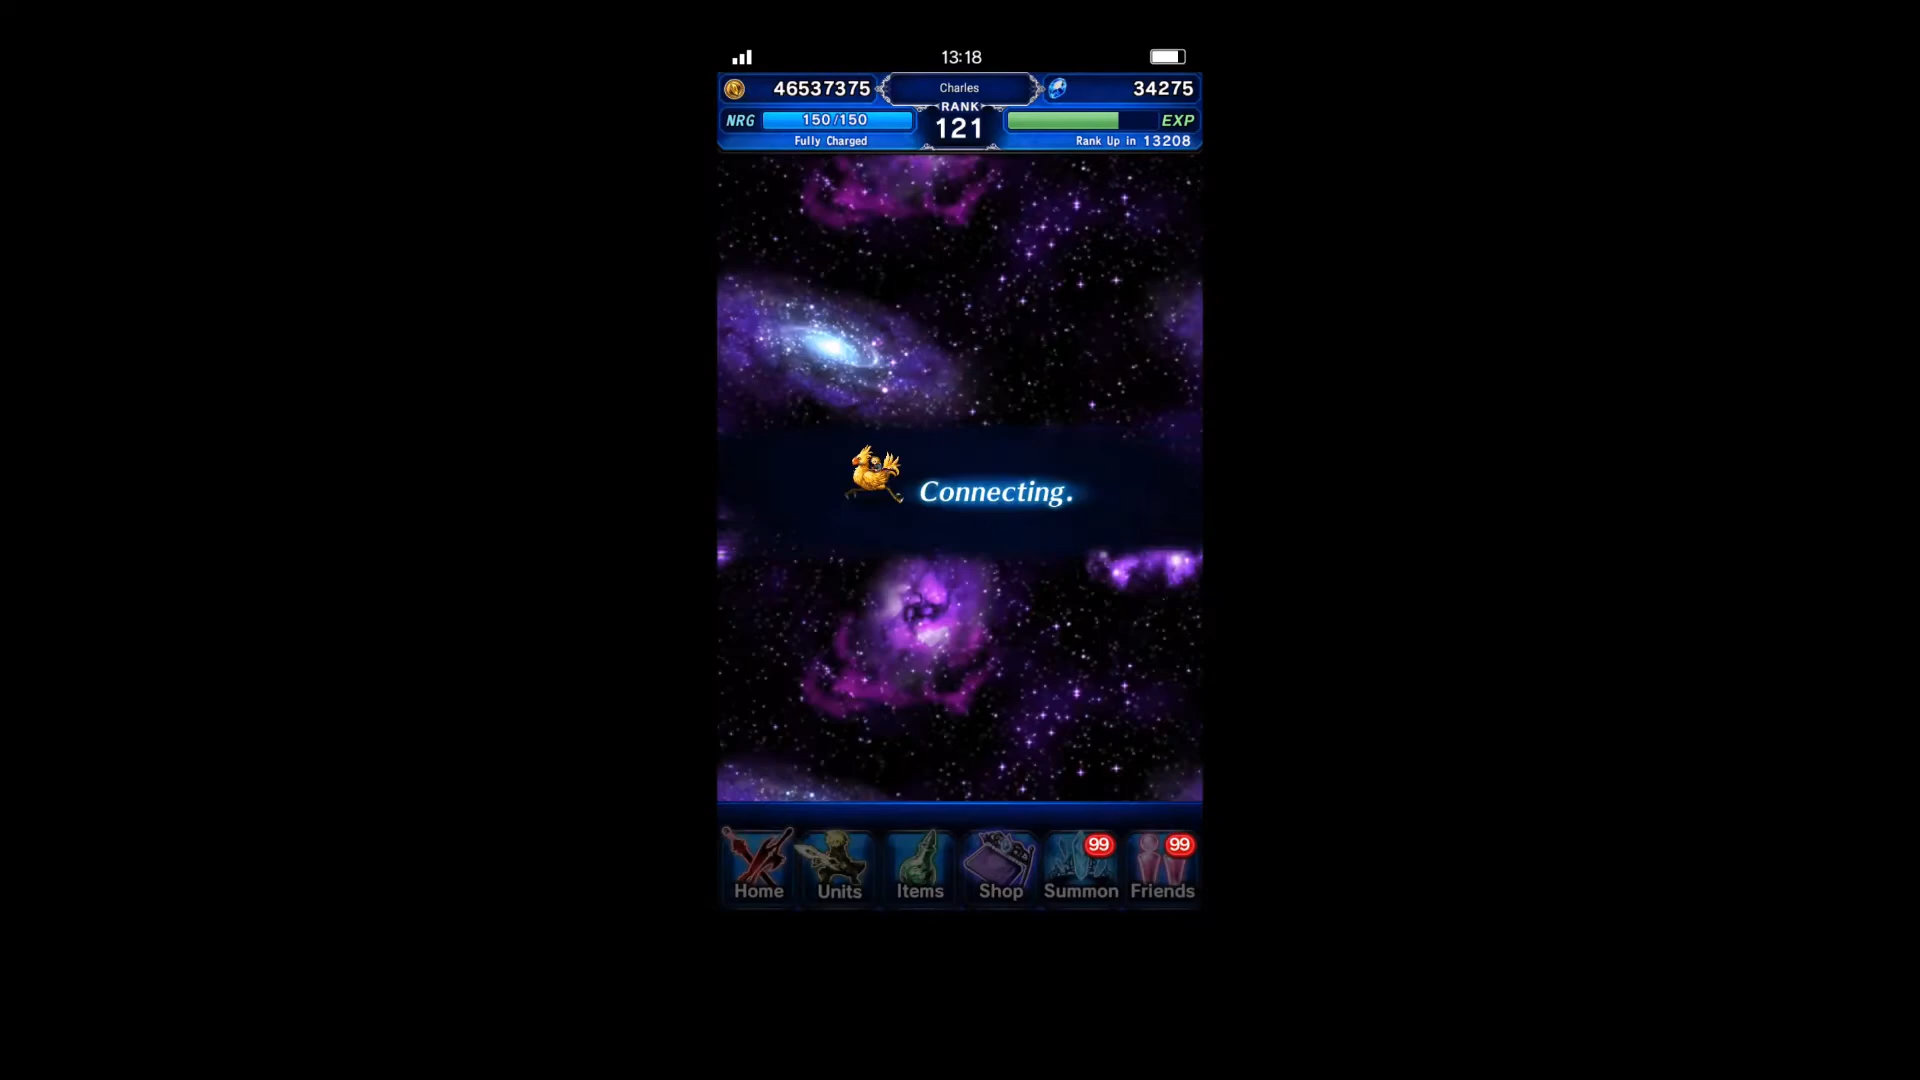 13:18
46537375
Charles
34275
NRG
150/150
RANK
121
EXP
Fully Charged
Rank Up in 13208
Connecting.
99
99
Home
Units
Items
Shop
Summon
Friends